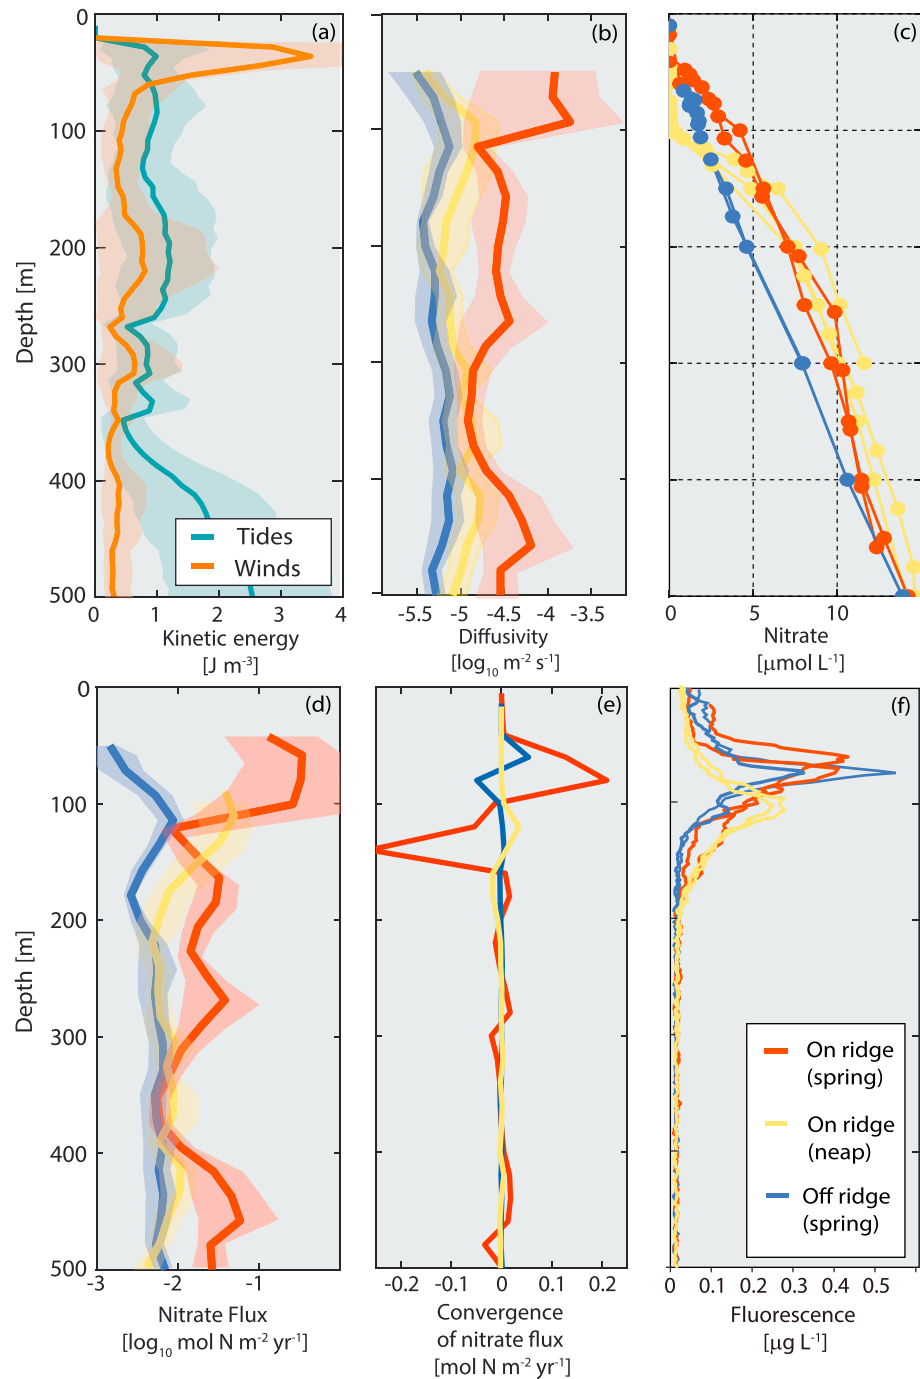 (a)
(b)
(c)
0
100
200
300
400
500
Depth [m]
Tides
Winds
0
1
2
3
4
Kinetic energy
[J m⁻³]
-5.5
-5
-4.5
-4
-3.5
Diffusivity
[log₁₀ m⁻² s⁻¹]
0
5
10
Nitrate
[μmol L⁻¹]
(d)
(e)
(f)
0
100
200
300
400
500
Depth [m]
-3
-2
-1
Nitrate Flux
[log₁₀ mol N m⁻² yr⁻¹]
-0.2
-0.1
0
0.1
0.2
Convergence
of nitrate flux
[mol N m⁻² yr⁻¹]
On ridge
(spring)
On ridge
(neap)
Off ridge
(spring)
0
0.1
0.2
0.3
0.4
0.5
Fluorescence
[μg L⁻¹]